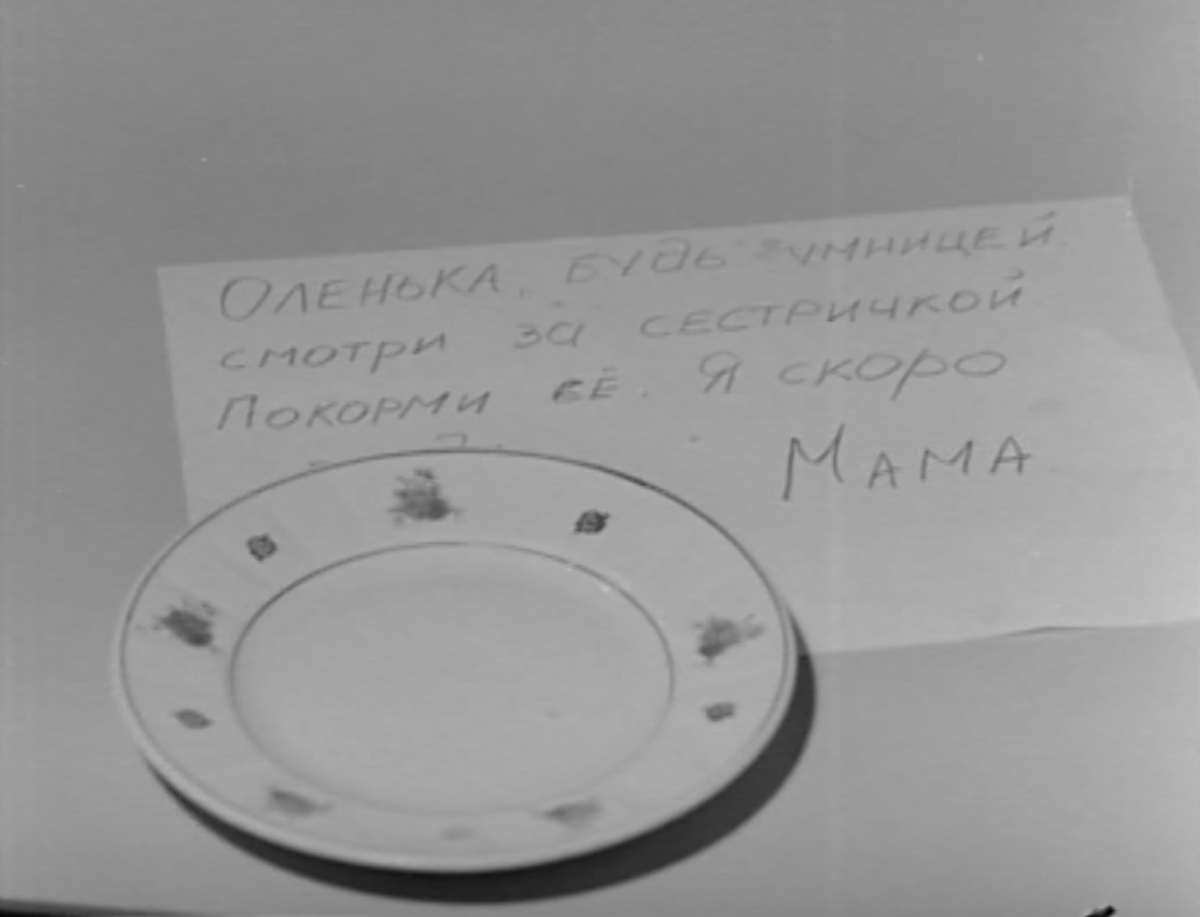 ОЛЕНЬКА, БУДЬ УМНИЦЕЙ.
СМОТРИ ЗА СЕСТРИЧКОЙ
ПОКОРМИ ЕЁ. Я СКОРО
МАМА